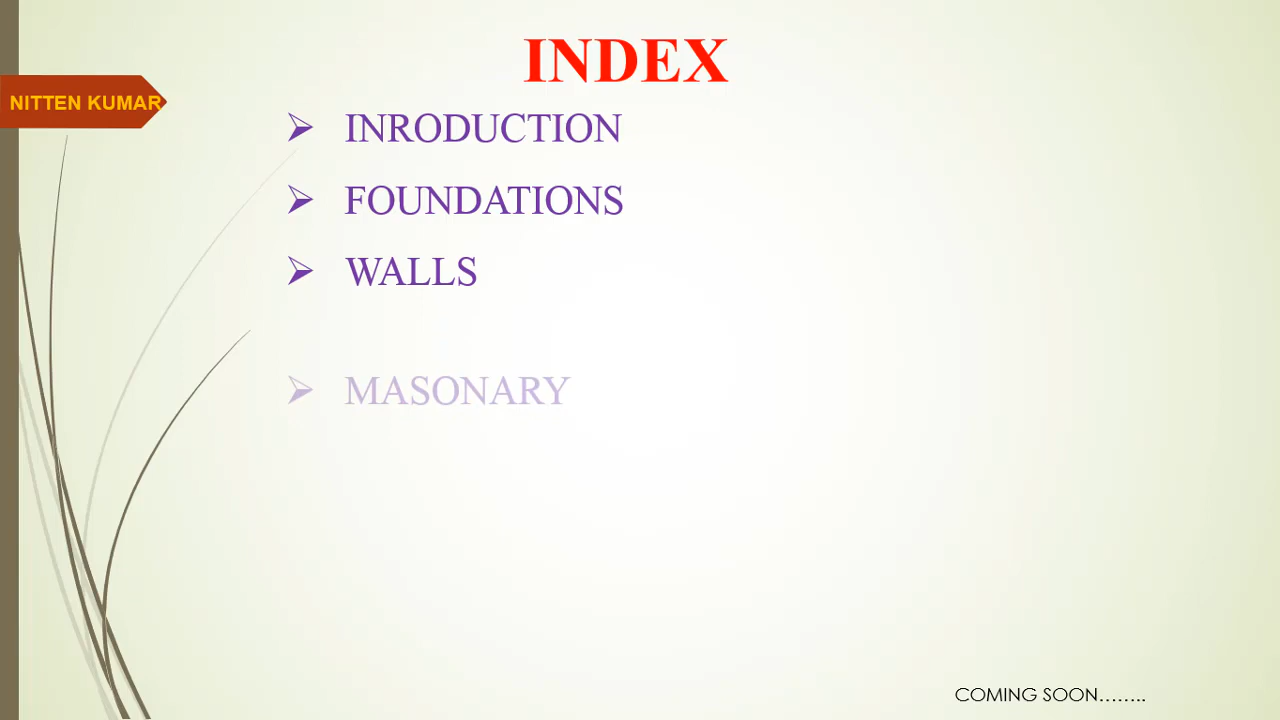 INDEX
NITTEN KUMAR
INRODUCTION
FOUNDATIONS
WALLS
MASONARY
COMING SOON........